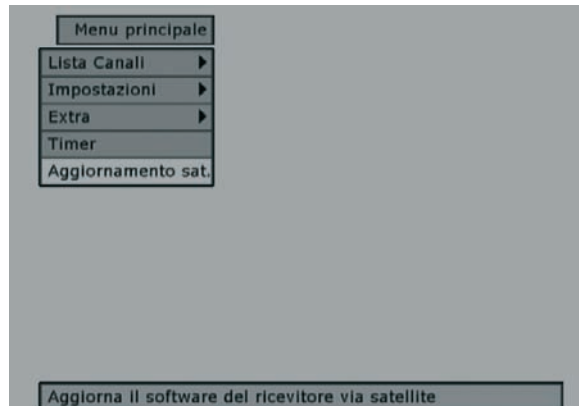 Menu principale
Lista Canali
Impostazioni
Extra
Timer
Aggiornamento sat.
Aggiorna il software del ricevitore via satellite